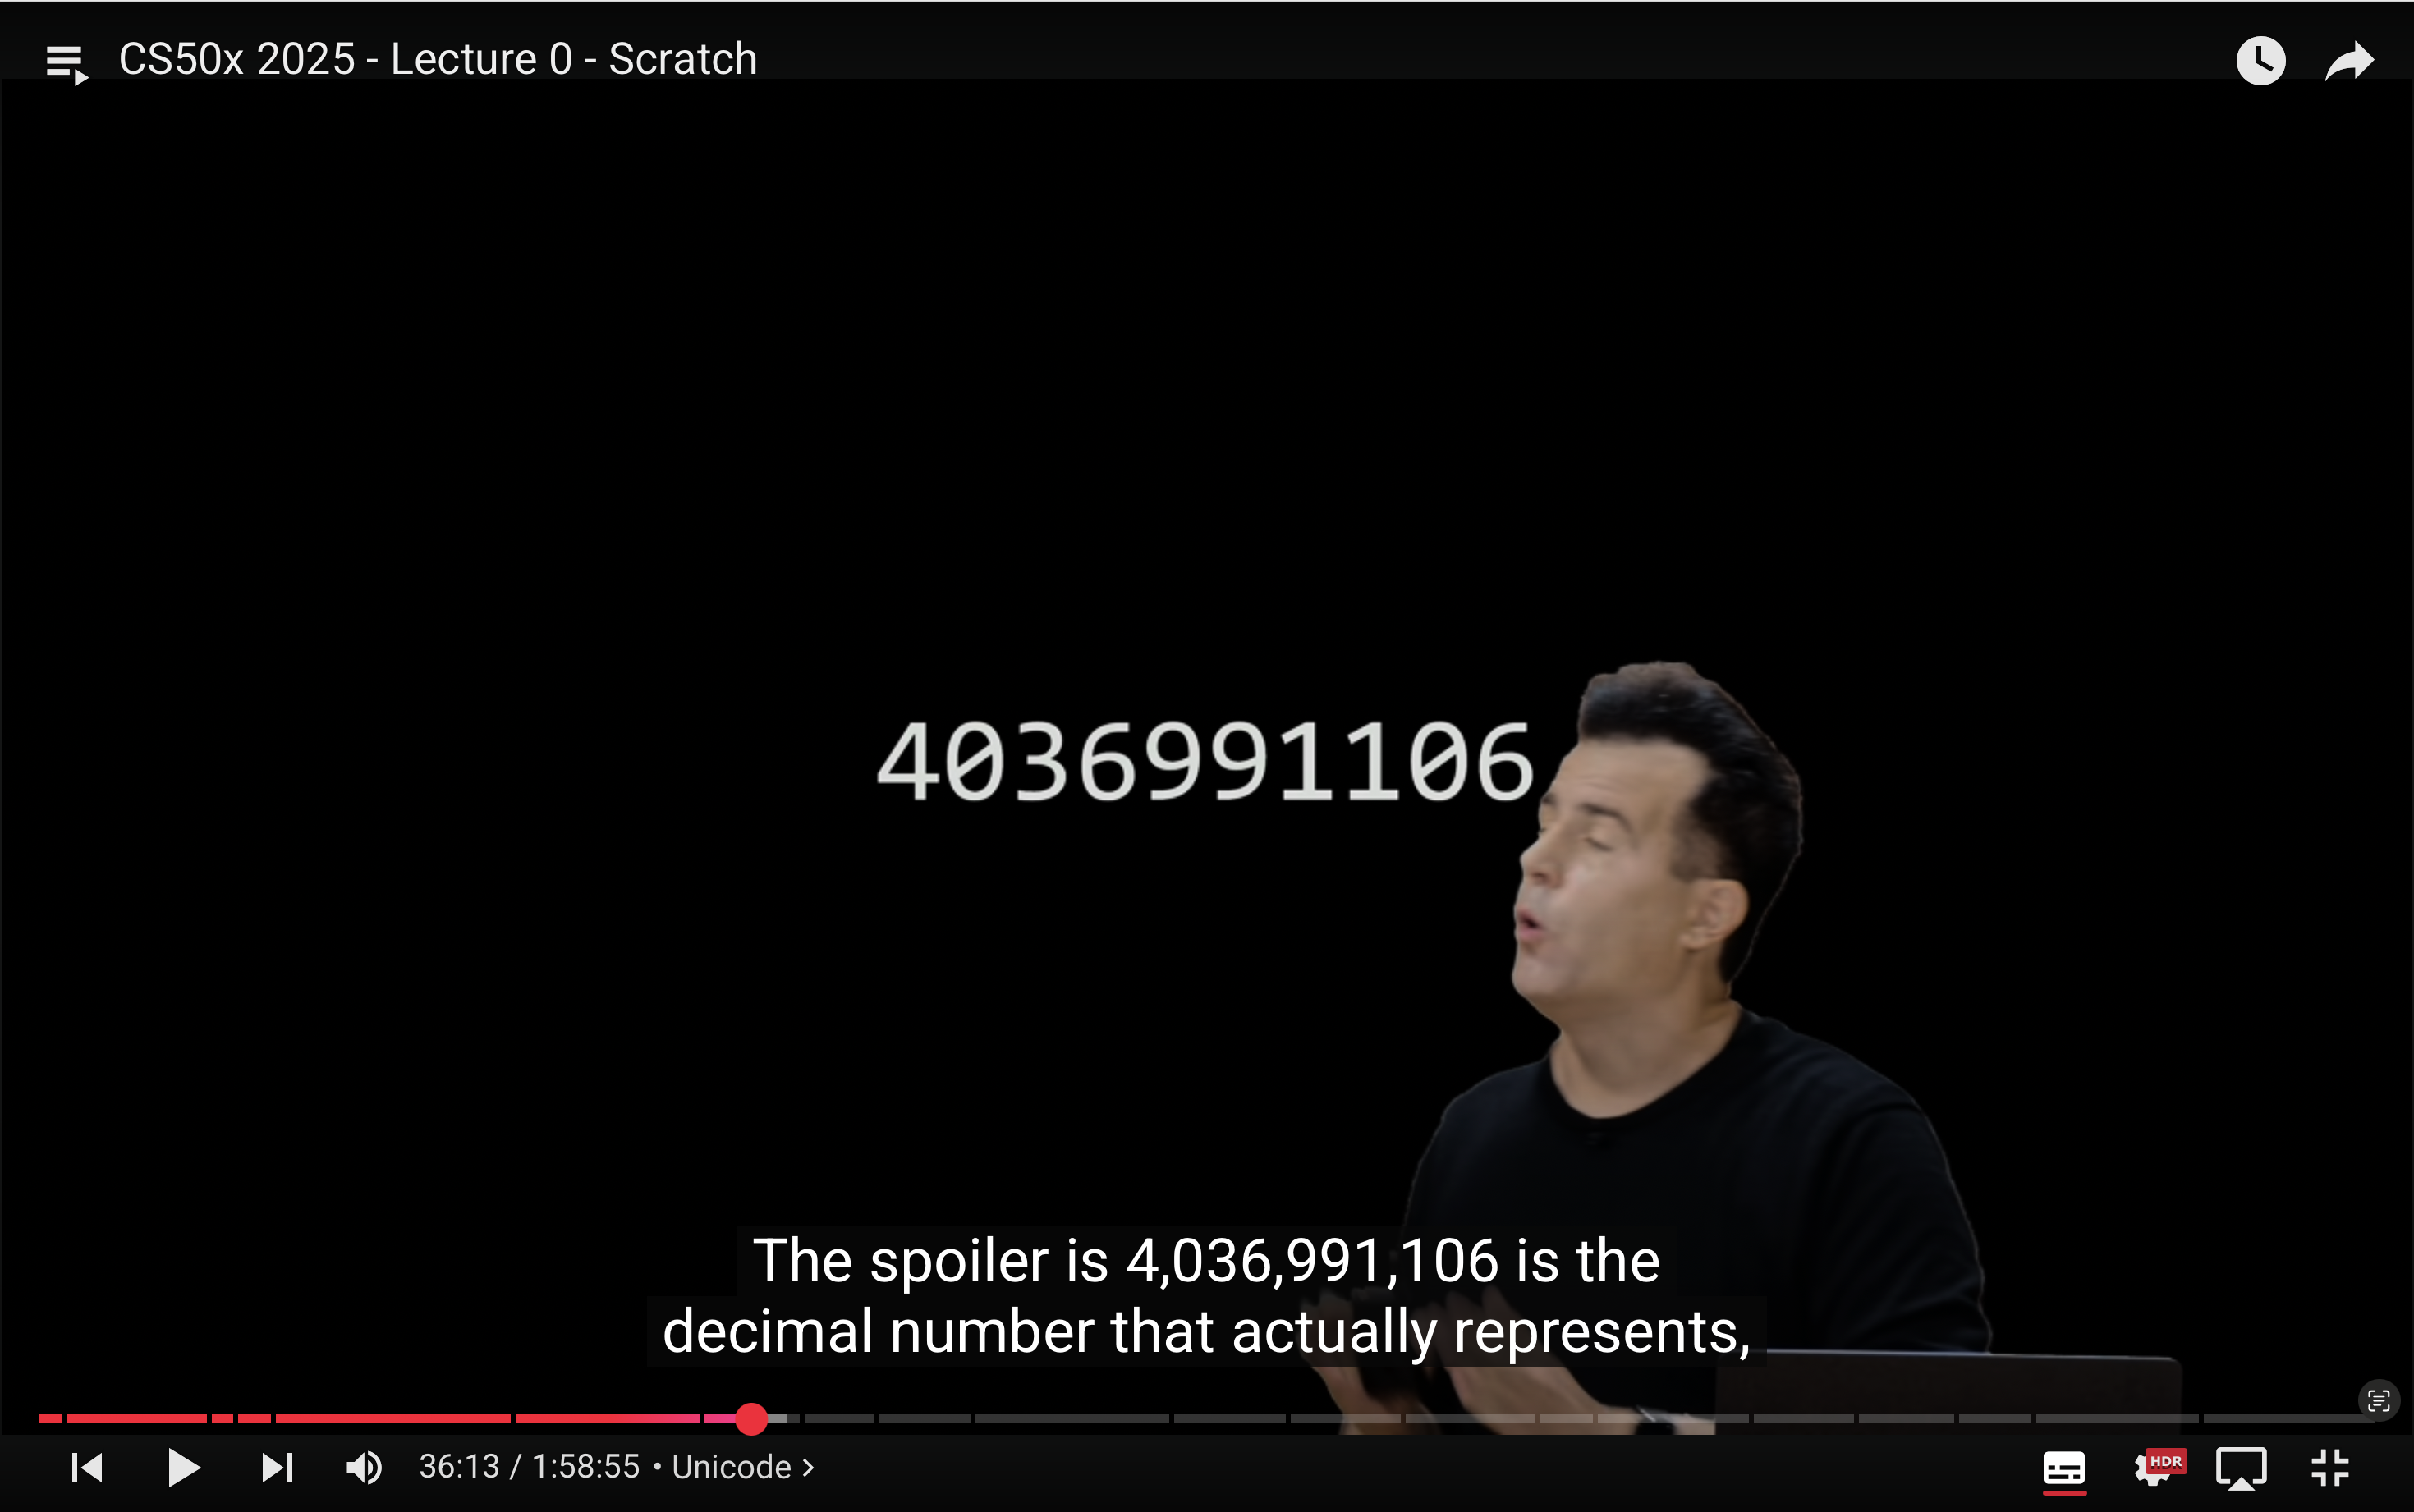 CS50x 2025 - Lecture 0 - Scratch
4036991106
The spoiler is 4,036,991,106 is the
decimal number that actually represents,
36:13 / 1:58:55 • Unicode >
HDR